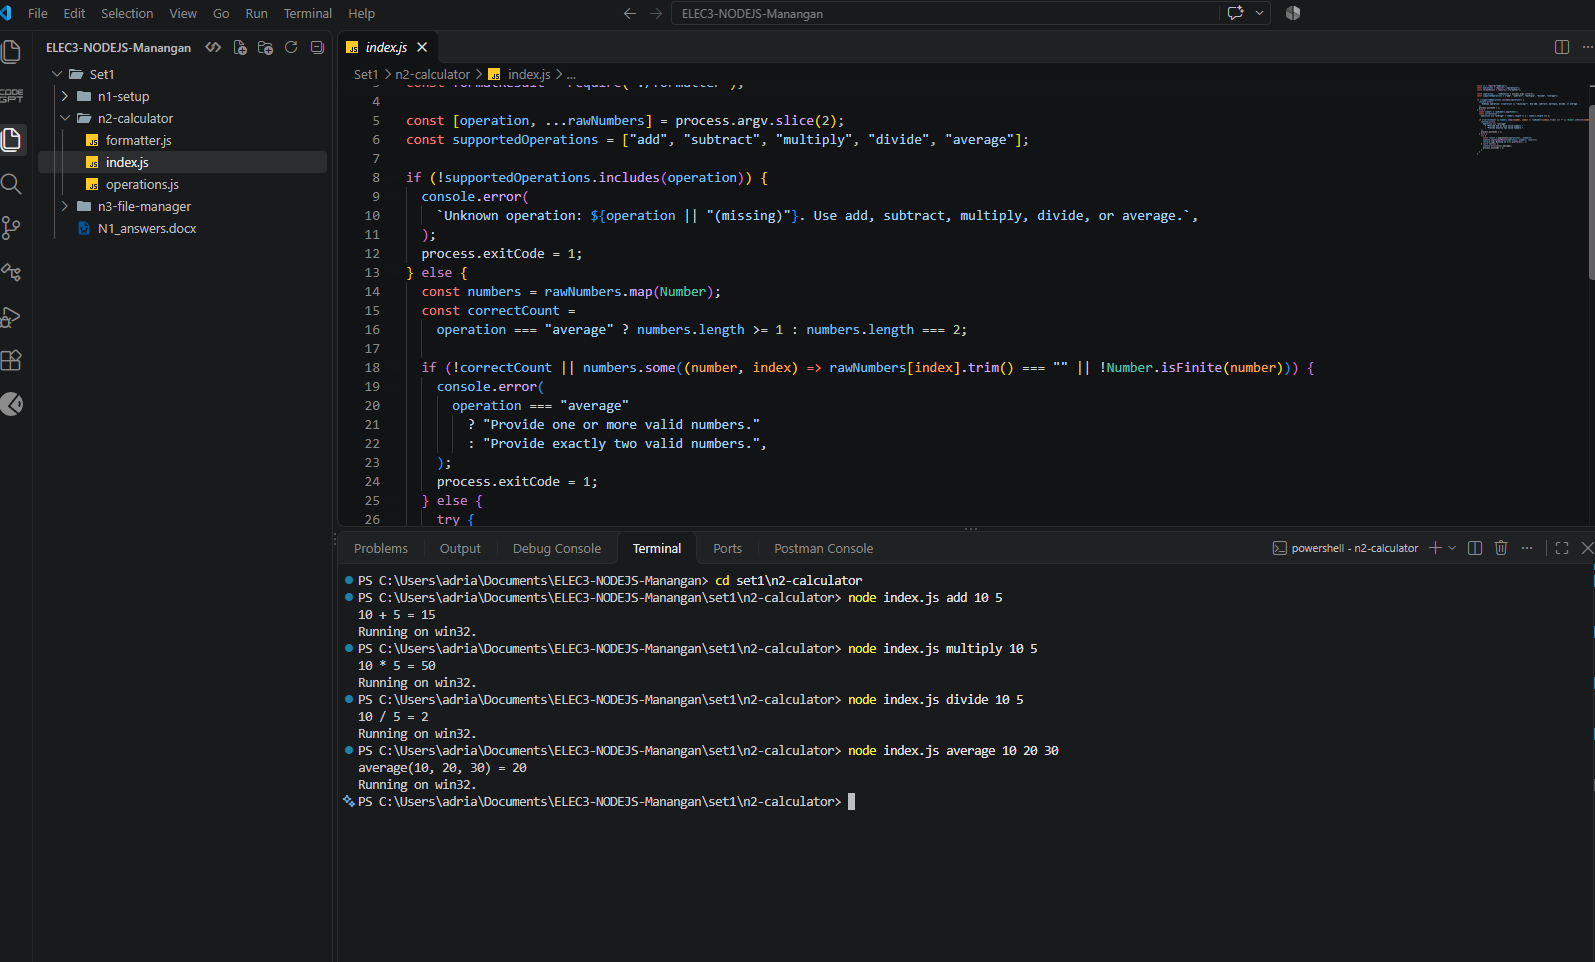 File Edit Selection View Go Run Terminal Help
ELEC3-NODEJS-Manangan
ELEC3-NODEJS-Manangan
Set1
n1-setup
n2-calculator
formatter.js
index.js
operations.js
n3-file-manager
N1_answers.docx
CODE
GPT
JS index.js
Set1 > n2-calculator > JS index.js > ...
3 const formatResult = require("./formatter");
4
5 const [operation, ...rawNumbers] = process.argv.slice(2);
6 const supportedOperations = ["add", "subtract", "multiply", "divide", "average"];
7
8 if (!supportedOperations.includes(operation)) {
9 console.error(
10 `Unknown operation: ${operation || "(missing)"}. Use add, subtract, multiply, divide, or average.`,
11 );
12 process.exitCode = 1;
13 } else {
14 const numbers = rawNumbers.map(Number);
15 const correctCount =
16 operation === "average" ? numbers.length >= 1 : numbers.length === 2;
17
18 if (!correctCount || numbers.some((number, index) => rawNumbers[index].trim() === "" || !Number.isFinite(number))) {
19 console.error(
20 operation === "average"
21 ? "Provide one or more valid numbers."
22 : "Provide exactly two valid numbers.",
23 );
24 process.exitCode = 1;
25 } else {
26 try {
Problems Output Debug Console Terminal Ports Postman Console
powershell - n2-calculator
PS C:\Users\adria\Documents\ELEC3-NODEJS-Manangan> cd set1\n2-calculator
PS C:\Users\adria\Documents\ELEC3-NODEJS-Manangan\set1\n2-calculator> node index.js add 10 5
10 + 5 = 15
Running on win32.
PS C:\Users\adria\Documents\ELEC3-NODEJS-Manangan\set1\n2-calculator> node index.js multiply 10 5
10 * 5 = 50
Running on win32.
PS C:\Users\adria\Documents\ELEC3-NODEJS-Manangan\set1\n2-calculator> node index.js divide 10 5
10 / 5 = 2
Running on win32.
PS C:\Users\adria\Documents\ELEC3-NODEJS-Manangan\set1\n2-calculator> node index.js average 10 20 30
average(10, 20, 30) = 20
Running on win32.
PS C:\Users\adria\Documents\ELEC3-NODEJS-Manangan\set1\n2-calculator>